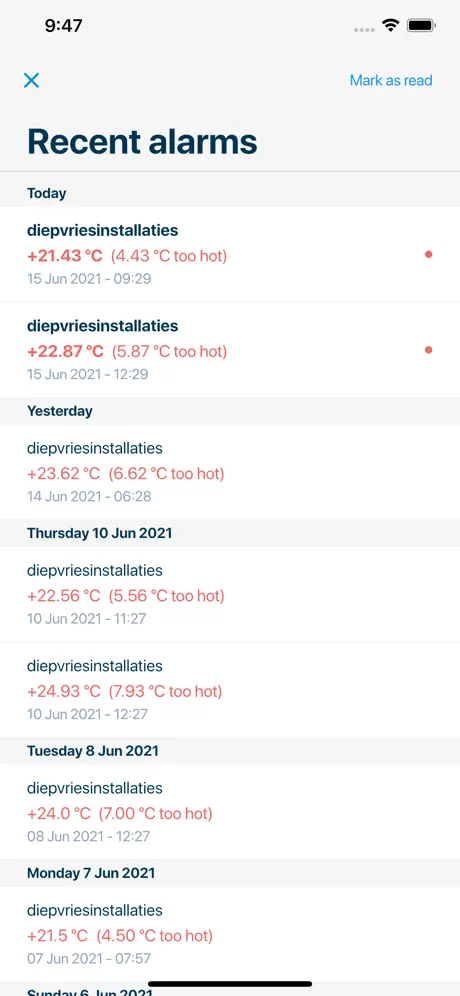 9:47
Mark as read
Recent alarms
Today
diepvriesinstallaties
+21.43 °C (4.43 °C too hot)
15 Jun 2021 - 09:29
diepvriesinstallaties
+22.87 °C (5.87 °C too hot)
15 Jun 2021 - 12:29
Yesterday
diepvriesinstallaties
+23.62 °C (6.62 °C too hot)
14 Jun 2021 - 06:28
Thursday 10 Jun 2021
diepvriesinstallaties
+22.56 °C (5.56 °C too hot)
10 Jun 2021 - 11:27
diepvriesinstallaties
+24.93 °C (7.93 °C too hot)
10 Jun 2021 - 12:27
Tuesday 8 Jun 2021
diepvriesinstallaties
+24.0 °C (7.00 °C too hot)
08 Jun 2021 - 12:27
Monday 7 Jun 2021
diepvriesinstallaties
+21.5 °C (4.50 °C too hot)
07 Jun 2021 - 07:57
Sunday 6 Jun 2021